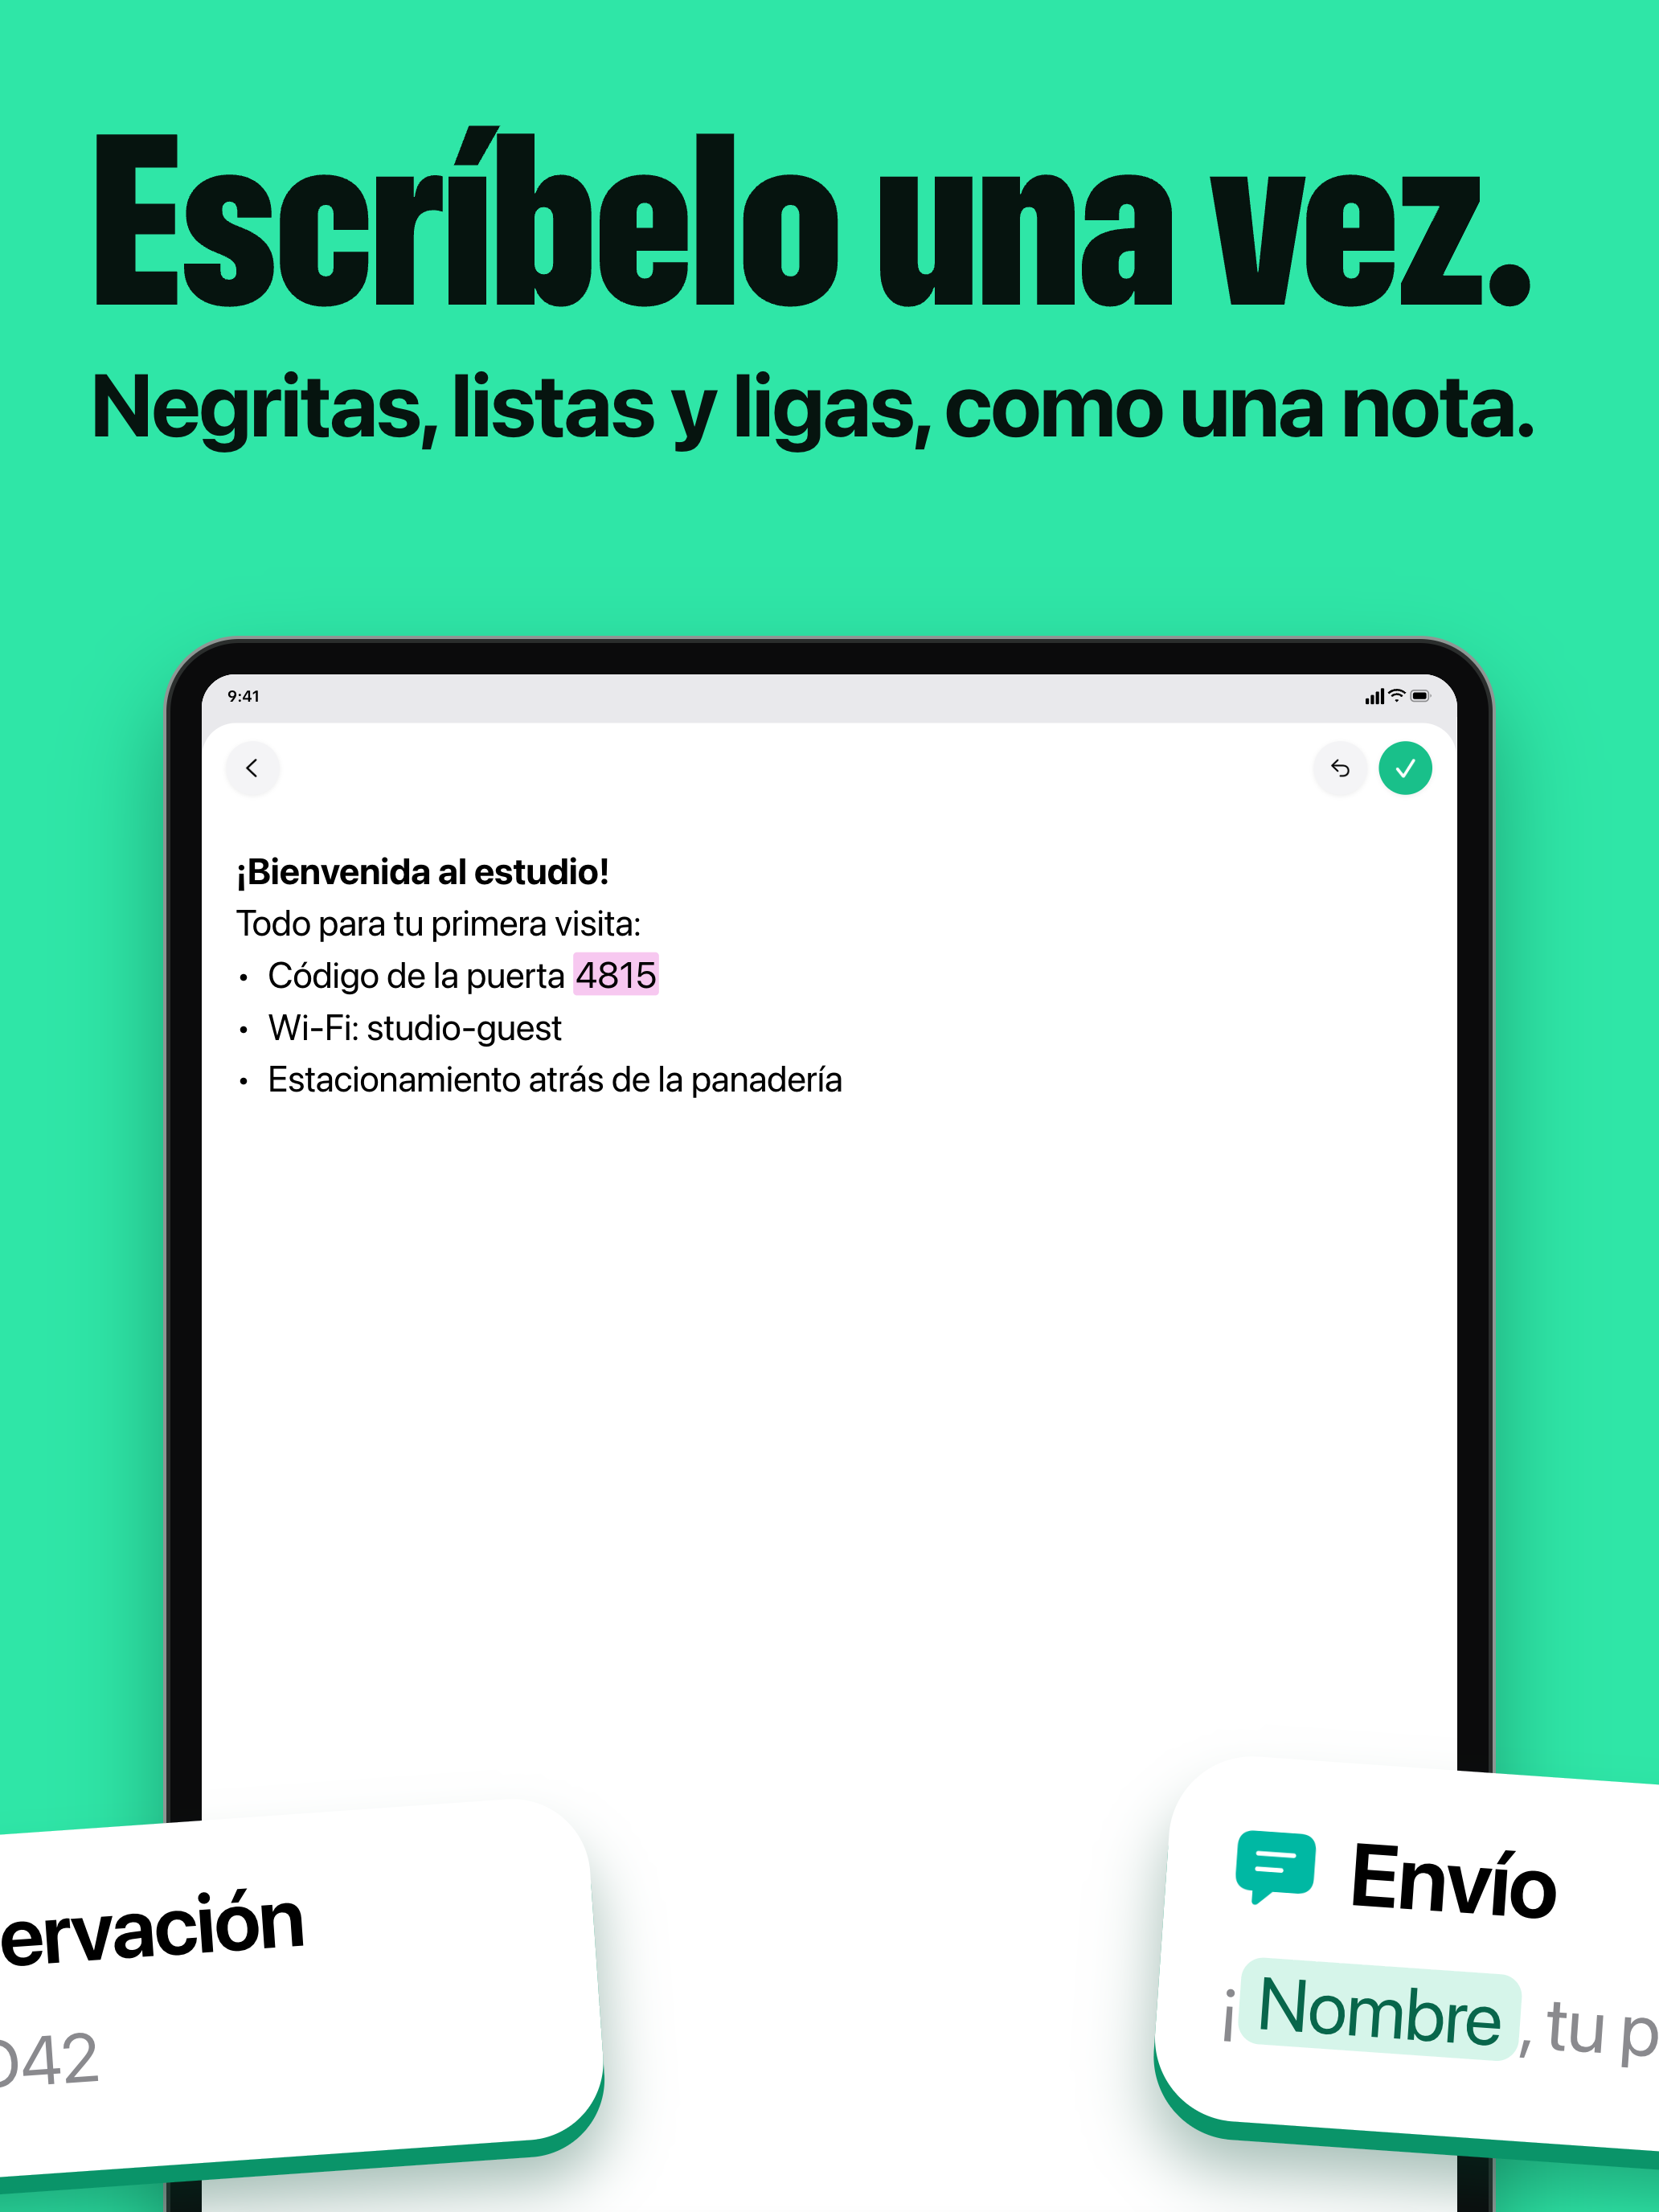 Escríbelo una vez.
Negritas, listas y ligas, como una nota.
9:41
¡Bienvenida al estudio!
Todo para tu primera visita:
• Código de la puerta 4815
• Wi-Fi: studio-guest
• Estacionamiento atrás de la panadería
ervación
042
Envío
¡Nombre, tu p